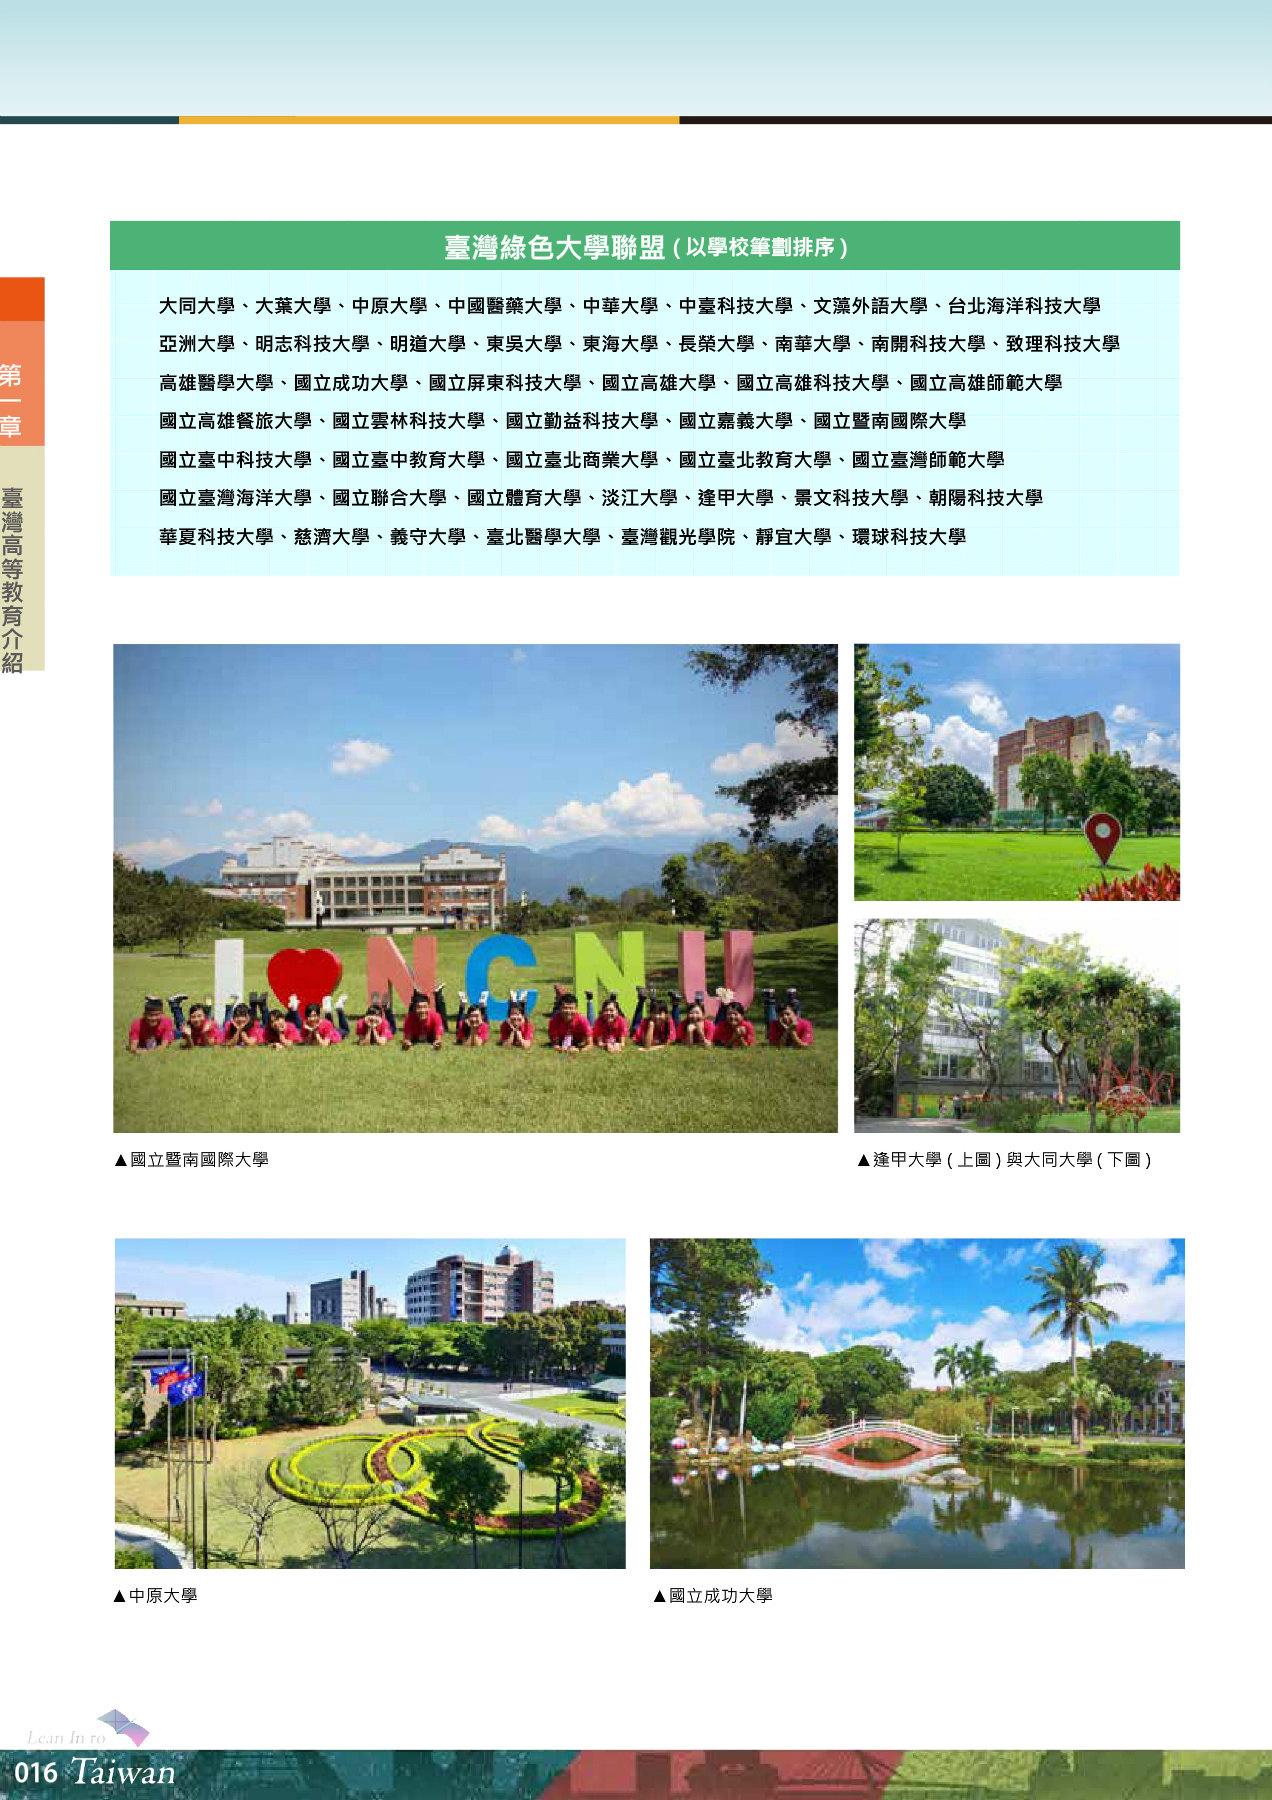 臺灣綠色大學聯盟 ( 以學校筆劃排序 )
大同大學、大葉大學、中原大學、中國醫藥大學、中華大學、中臺科技大學、文藻外語大學、台北海洋科技大學
亞洲大學、明志科技大學、明道大學、東吳大學、東海大學、長榮大學、南華大學、南開科技大學、致理科技大學
高雄醫學大學、國立成功大學、國立屏東科技大學、國立高雄大學、國立高雄科技大學、國立高雄師範大學
國立高雄餐旅大學、國立雲林科技大學、國立勤益科技大學、國立嘉義大學、國立暨南國際大學
國立臺中科技大學、國立臺中教育大學、國立臺北商業大學、國立臺北教育大學、國立臺灣師範大學
國立臺灣海洋大學、國立聯合大學、國立體育大學、淡江大學、逢甲大學、景文科技大學、朝陽科技大學
華夏科技大學、慈濟大學、義守大學、臺北醫學大學、臺灣觀光學院、靜宜大學、環球科技大學
第一章
臺灣高等教育介紹
I NCNU
▲國立暨南國際大學
▲逢甲大學 ( 上圖 ) 與大同大學 ( 下圖 )
▲中原大學
▲國立成功大學
Lean In to
016 Taiwan